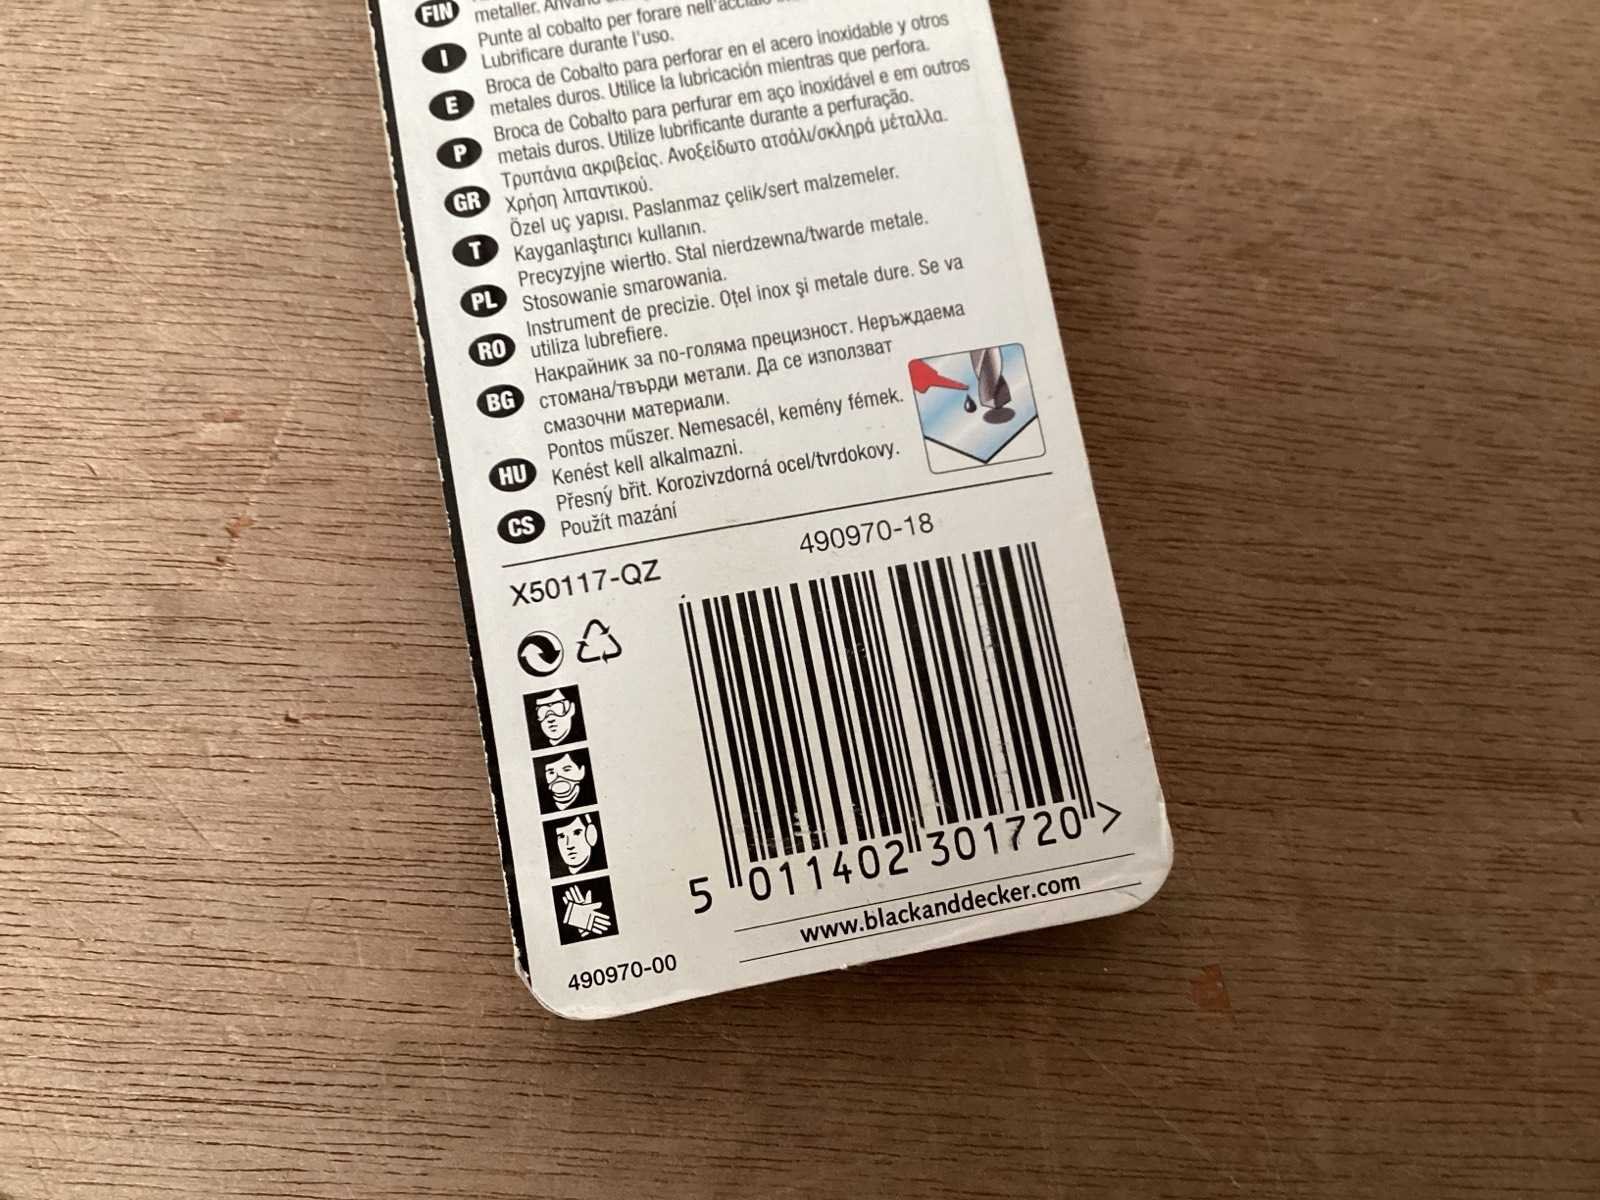 FIN
metaller.
Punte al cobalto per forare nell'acciaio
I
Lubrificare durante l'uso.
Broca de Cobalto para perforar en el acero inoxidable y otros
E
metales duros. Utilice la lubricación mientras que perfora.
Broca de Cobalto para perfurar em aço inoxidável e em outros
P
metais duros. Utilize lubrificante durante a perfuração.
Τρυπάνια ακριβείας. Ανοξείδωτο ατσάλι/σκληρά μέταλλα.
GR
Χρήση λιπαντικού.
Özel uç yapısı. Paslanmaz çelik/sert malzemeler.
T
Kayganlaştırıcı kullanın.
Precyzyjne wiertło. Stal nierdzewna/twarde metale.
PL
Stosowanie smarowania.
Instrument de precizie. Oţel inox şi metale dure. Se va
RO
utiliza lubrefiere.
Накрайник за по-голяма прецизност. Неръждаема
BG
стомана/твърди метали. Да се използват
смазочни материали.
Pontos műszer. Nemesacél, kemény fémek.
HU
Kenést kell alkalmazni.
Přesný břit. Korozivzdorná ocel/tvrdokovy.
CS
Použít mazání
490970-18
X50117-QZ
5 011402 301720 >
www.blackanddecker.com
490970-00